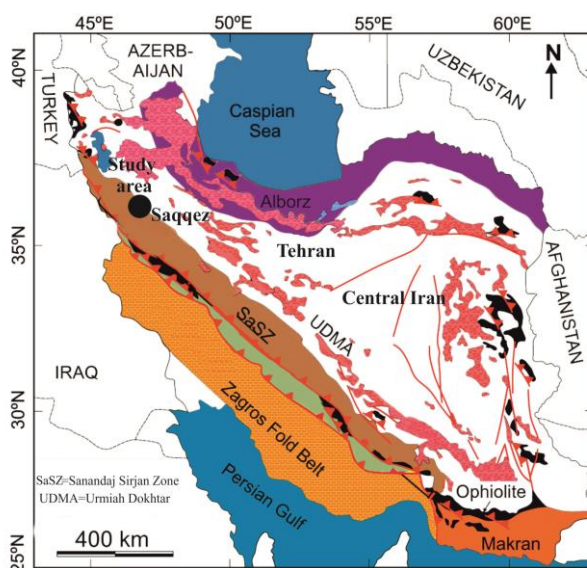 45°E
50°E
55°E
60°E
40°N
35°N
30°N
25°N
AZERB-
AIJAN
UZBEKISTAN
N
TURKEY
Caspian
Sea
Study
area
Saqqez
Alborz
Tehran
AFGHANISTAN
Central Iran
SaSZ
UDMA
IRAQ
Zagros Fold Belt
SaSZ=Sanandaj Sirjan Zone
UDMA=Urmiah Dokhtar
Persian Gulf
Ophiolite
Makran
400 km